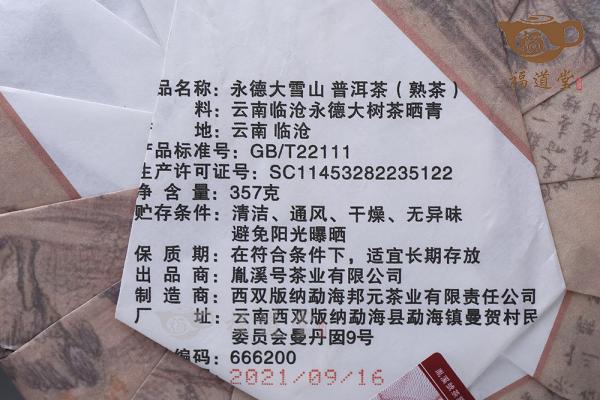 福道堂
品名称：永德大雪山 普洱茶（熟茶）
料：云南临沧永德大树茶晒青
地：云南 临沧
产品标准号：GB/T22111
生产许可证号：SC11453282235122
净 含 量：357克
贮存条件：清洁、通风、干燥、无异味
避免阳光曝晒
保 质 期：在符合条件下，适宜长期存放
出 品 商：胤溪号茶业有限公司
制 造 商：西双版纳勐海邦元茶业有限责任公司
厂 址：云南西双版纳勐海县勐海镇曼贺村民
委员会曼丹囡9号
编码：666200
2021/09/16